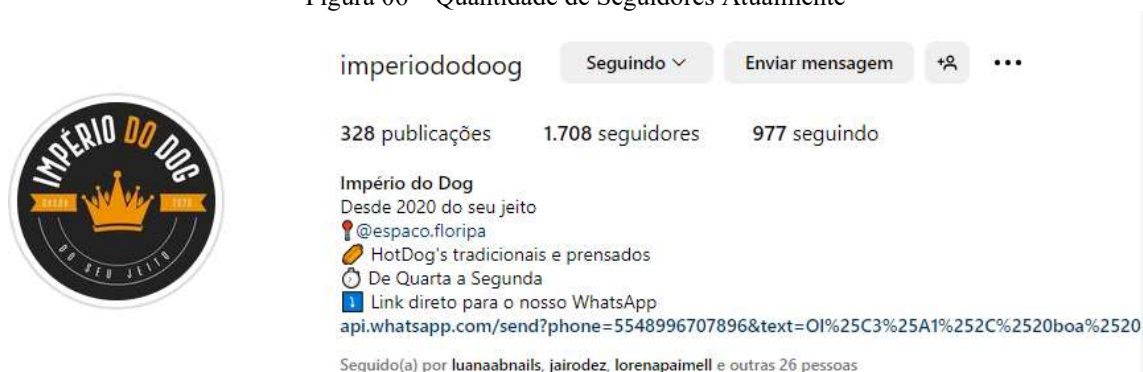 Figura 06 – Quantidade de Seguidores Atualmente
imperiododoog Seguindo Enviar mensagem
328 publicações 1.708 seguidores 977 seguindo
IMPÉRIO DO DOG
DESDE 2020
DO SEU JEITO
Império do Dog
Desde 2020 do seu jeito
@espaco.floripa
HotDog's tradicionais e prensados
De Quarta a Segunda
Link direto para o nosso WhatsApp
api.whatsapp.com/send?phone=5548996707896&text=Ol%25C3%25A1%252C%2520boa%2520
Seguido(a) por luanaabnails, jairodez, lorenapaimell e outras 26 pessoas